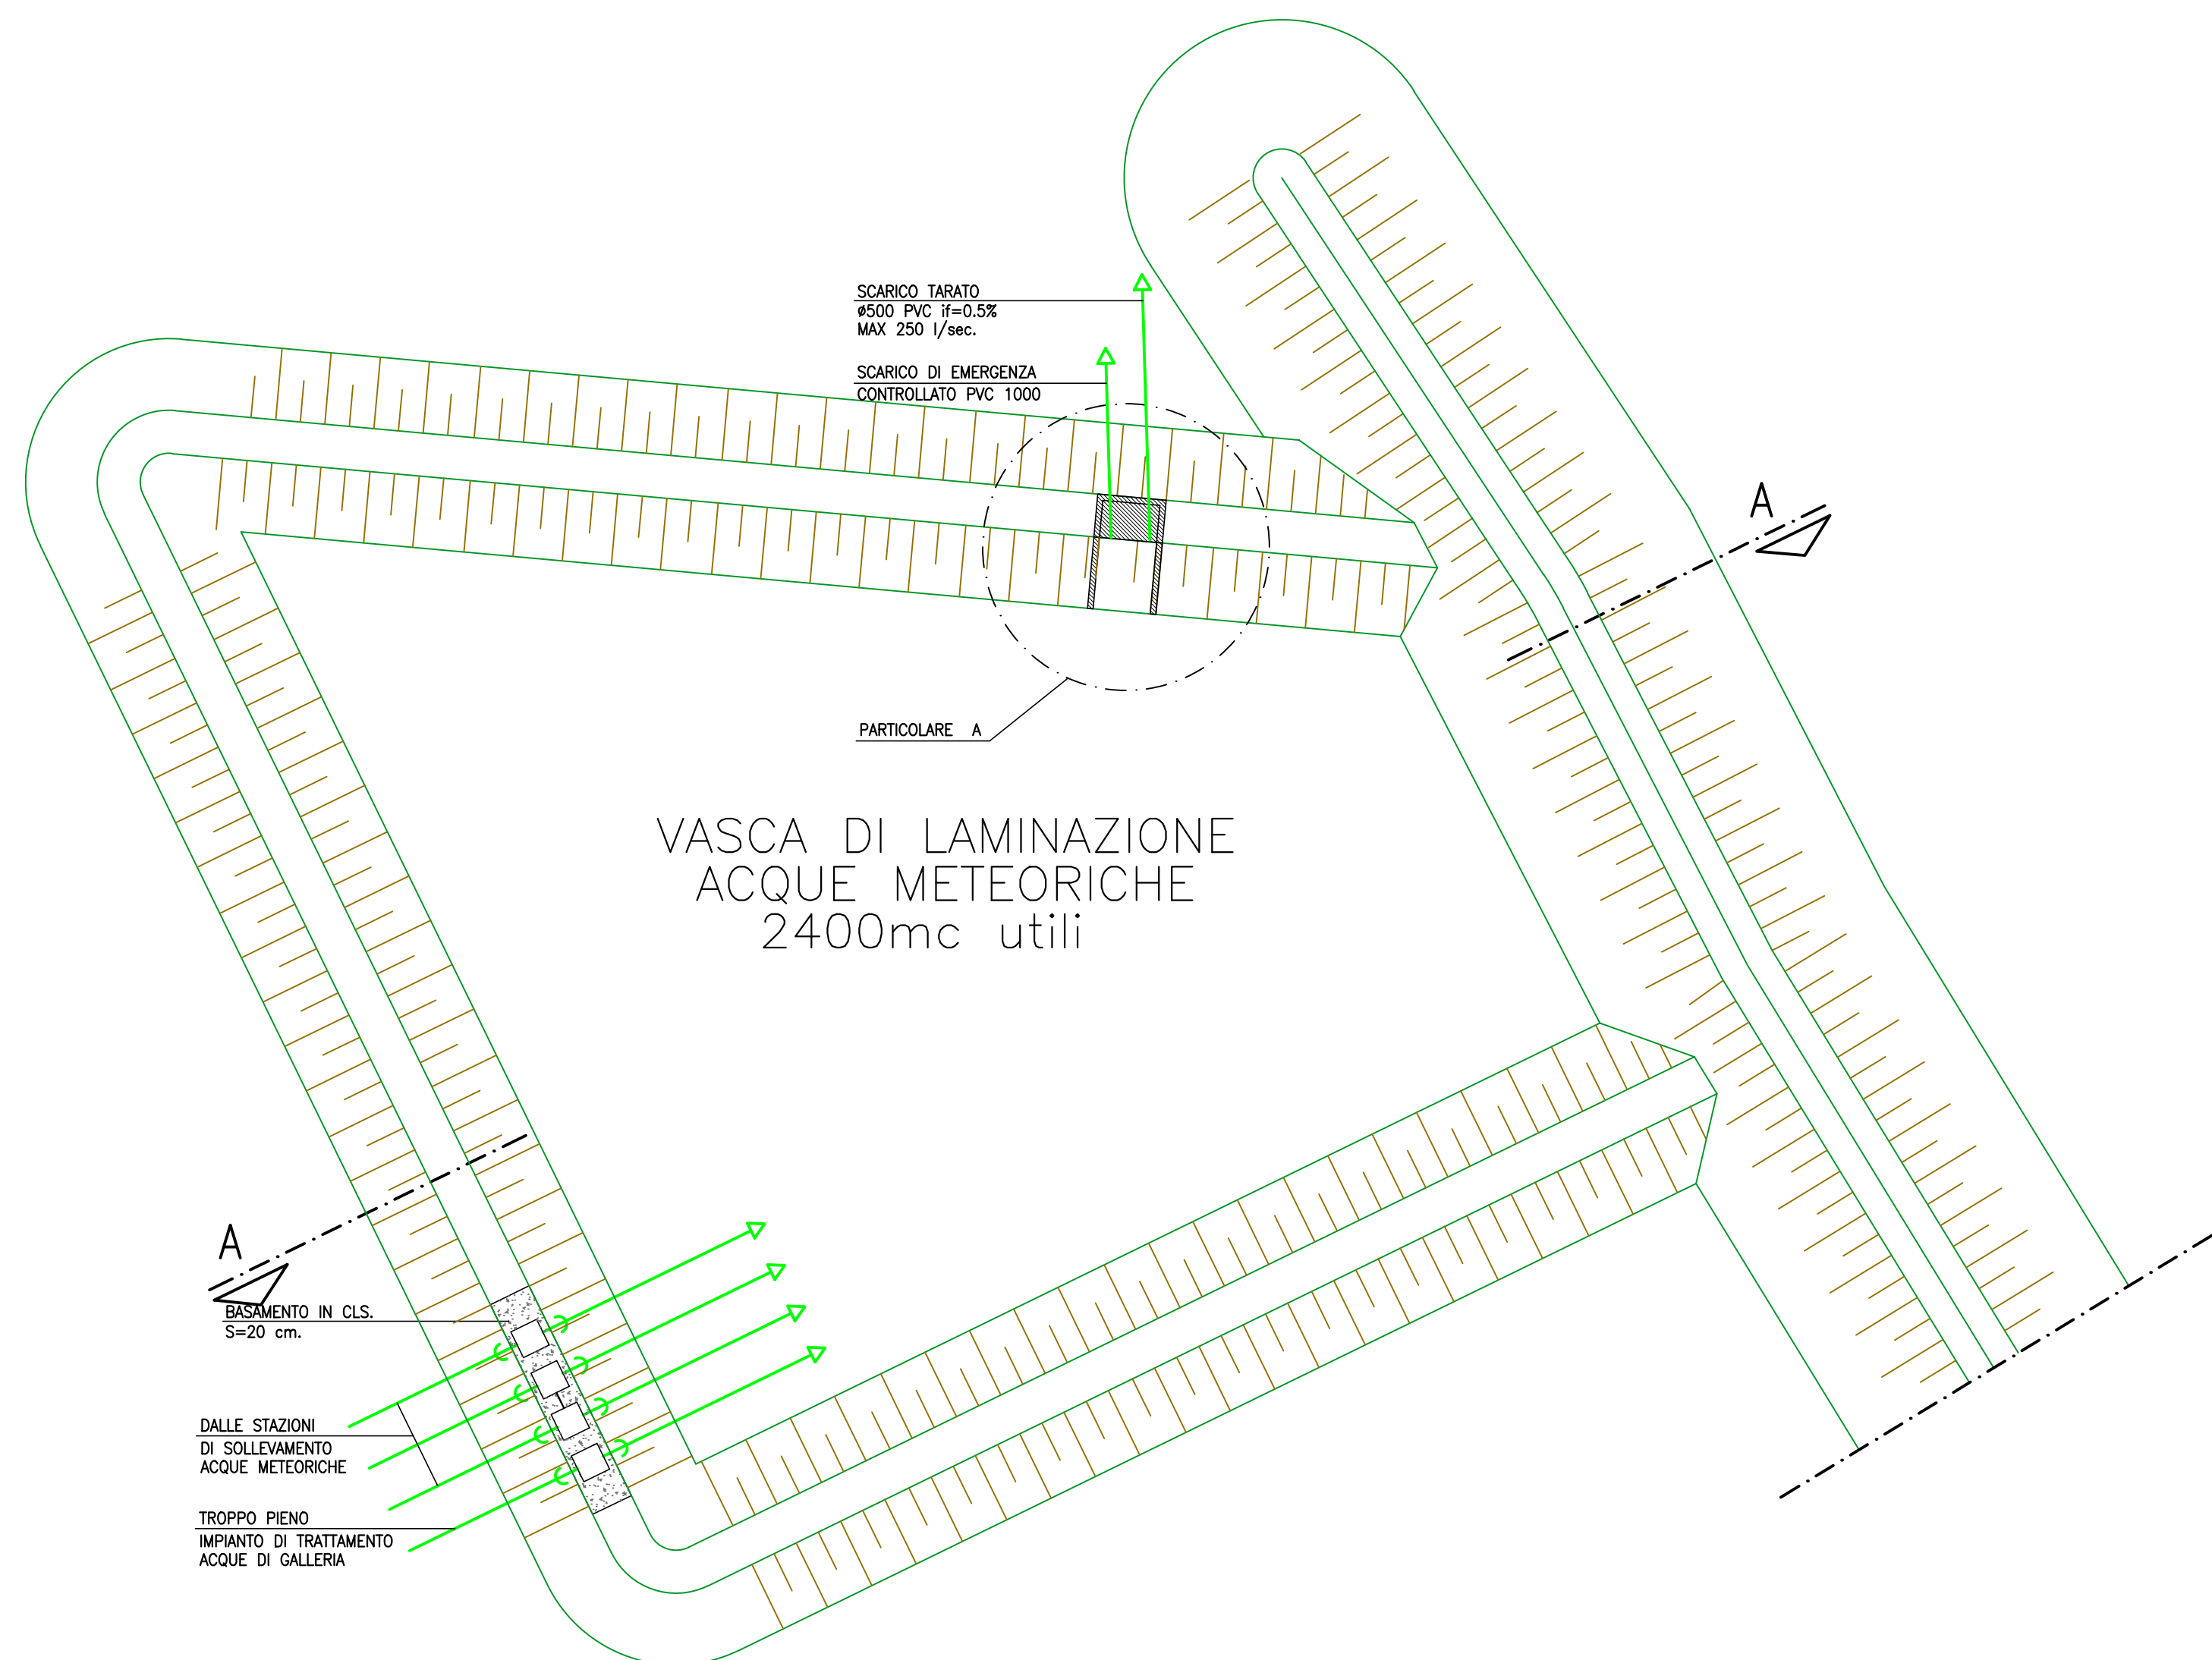 SCARICO TARATO
ø500 PVC if=0.5%
MAX 250 l/sec.
SCARICO DI EMERGENZA
CONTROLLATO PVC 1000
A
PARTICOLARE A
VASCA DI LAMINAZIONE
ACQUE METEORICHE
2400mc utili
A
BASAMENTO IN CLS.
S=20 cm.
DALLE STAZIONI
DI SOLLEVAMENTO
ACQUE METEORICHE
TROPPO PIENO
IMPIANTO DI TRATTAMENTO
ACQUE DI GALLERIA